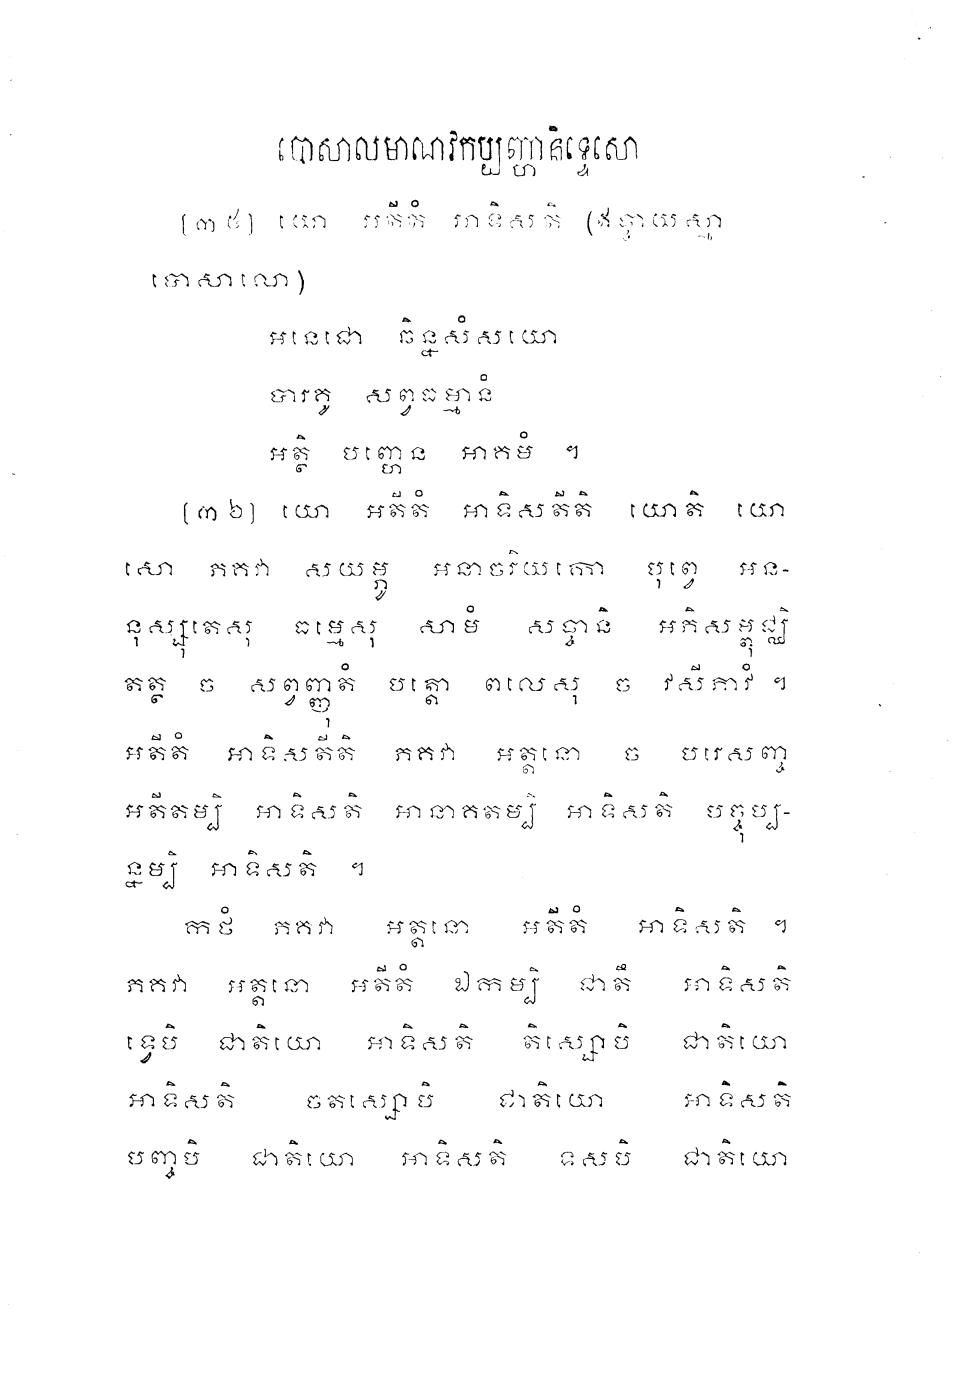 បោសាលមាណវកប្បញ្ហានិទ្ទេសោ
(៣៥) យោ អតីតំ អាទិសតិ (ឥច្ចាយស្មា
បោសាលោ)
អនេជោ ឆិន្នសំសយោ
បារគូ សព្វធម្មានំ
អត្ថិ បញ្ហេន អាគមំ ។
(៣៦) យោ អតីតំ អាទិសតីតិ យោតិ យោ
សោ ភគវា សយម្ភូ អនាចរិយកោ បុព្វេ អន-
នុស្សុតេសុ ធម្មេសុ សាមំ សច្ចានិ អភិសម្ពុជ្ឈិ
តត្ថ ច សព្វញ្ញុតំ បត្តោ ពលេសុ ច វសីភាវំ ។
អតីតំ អាទិសតីតិ ភគវា អត្តនោ ច បរេសញ្ច
អតីតម្បិ អាទិសតិ អានាគតម្បិ អាទិសតិ បច្ចុប្ប-
ន្នម្បិ អាទិសតិ ។
កថំ ភគវា អត្តនោ អតីតំ អាទិសតិ ។
ភគវា អត្តនោ អតីតំ ឯកម្បិ ជាតឹ អាទិសតិ
ទ្វេបិ ជាតិយោ អាទិសតិ តិស្សោបិ ជាតិយោ
អាទិសតិ ចតស្សោបិ ជាតិយោ អាទិសតិ
បញ្ចបិ ជាតិយោ អាទិសតិ ទសបិ ជាតិយោ